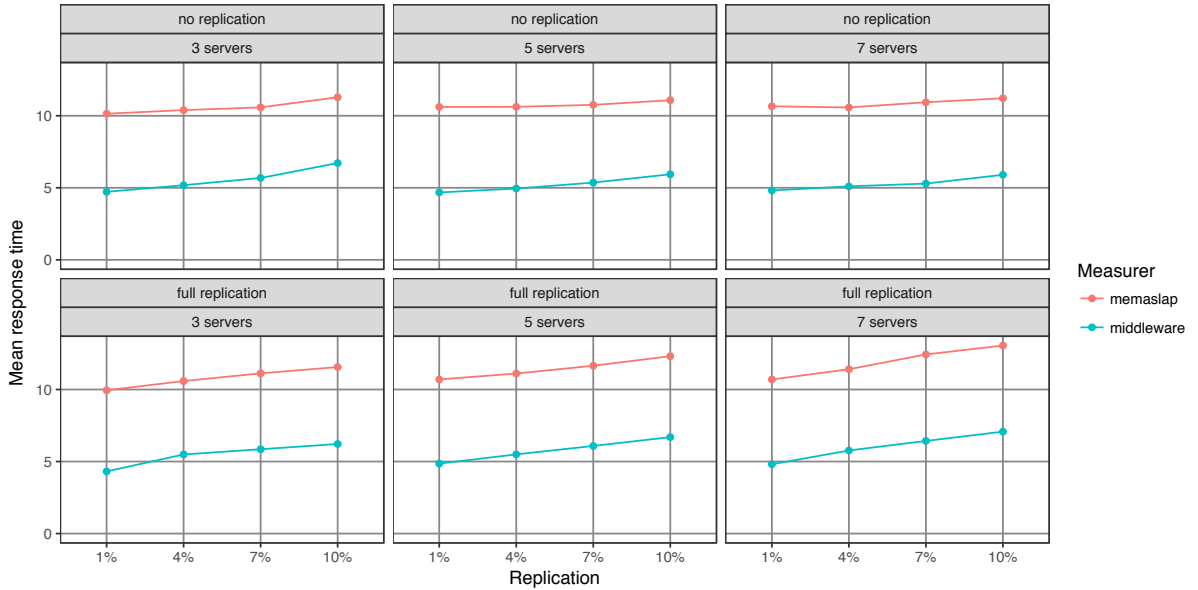 no replication
no replication
no replication
3 servers
5 servers
7 servers
10
5
0
full replication
full replication
full replication
3 servers
5 servers
7 servers
10
5
0
1%
4%
7%
10%
1%
4%
7%
10%
1%
4%
7%
10%
Replication
Mean response time
Measurer
memaslap
middleware